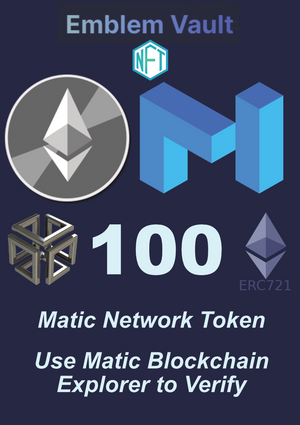 Emblem Vault
NFT
100
ERC721
Matic Network Token
Use Matic Blockchain
Explorer to Verify